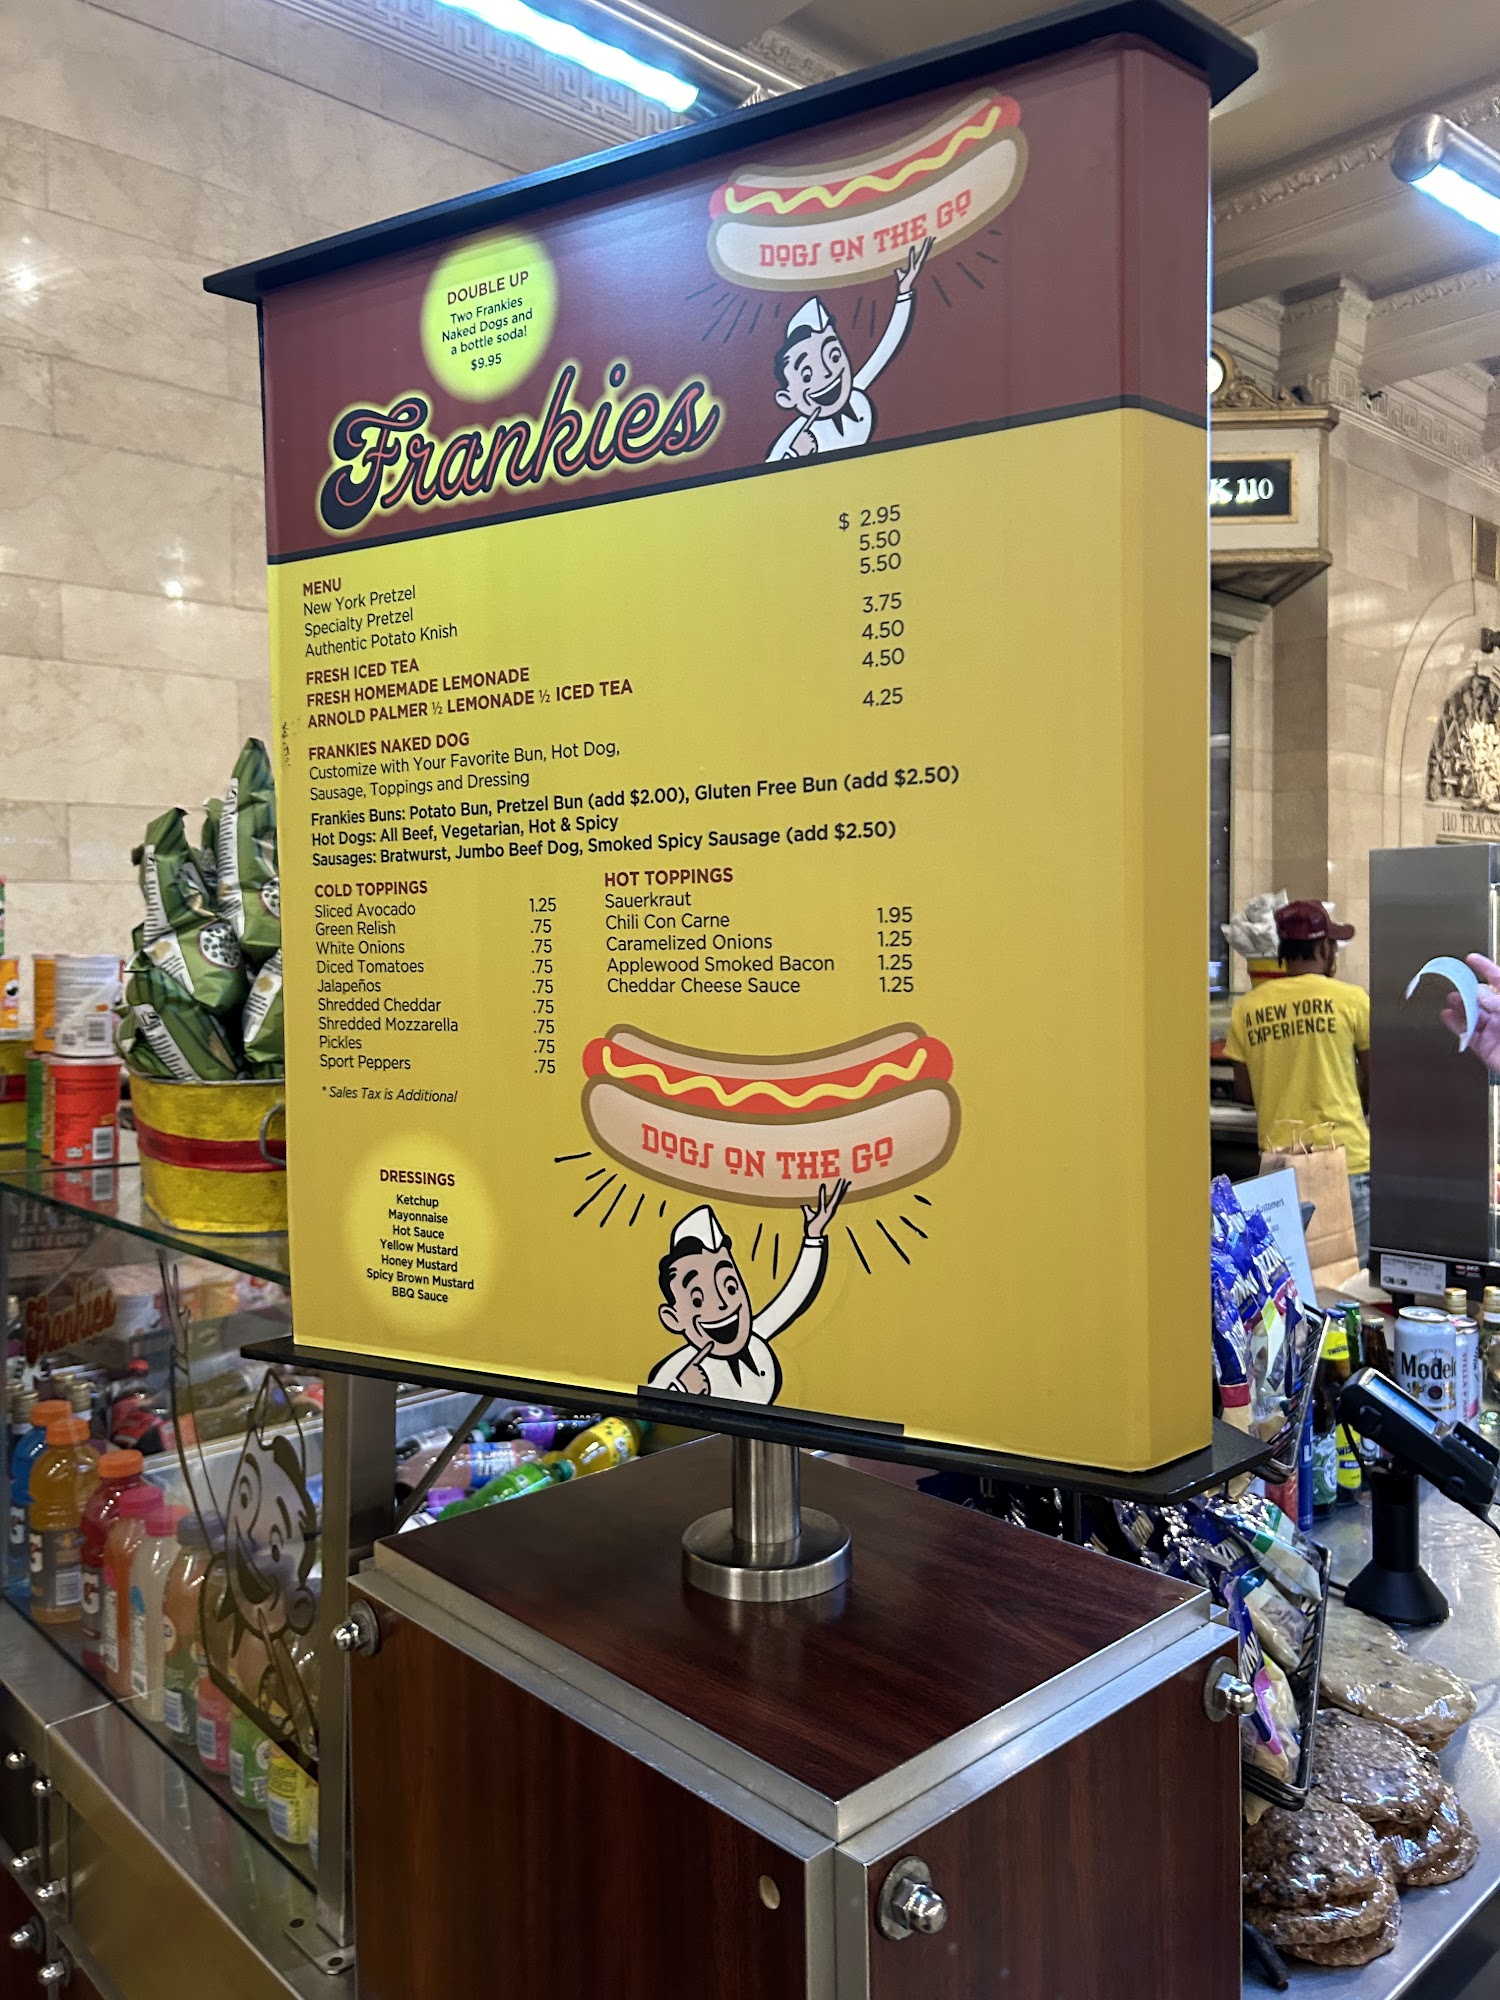 DOUBLE UP
Two Frankies
Naked Dogs and
a bottle soda!
$9.95
DOGS ON THE GO
Frankies
MENU
New York Pretzel $ 2.95
Specialty Pretzel 5.50
Authentic Potato Knish 5.50
FRESH ICED TEA 3.75
FRESH HOMEMADE LEMONADE 4.50
ARNOLD PALMER ½ LEMONADE ½ ICED TEA 4.50
FRANKIES NAKED DOG 4.25
Customize with Your Favorite Bun, Hot Dog,
Sausage, Toppings and Dressing
Frankies Buns: Potato Bun, Pretzel Bun (add $2.00), Gluten Free Bun (add $2.50)
Hot Dogs: All Beef, Vegetarian, Hot & Spicy
Sausages: Bratwurst, Jumbo Beef Dog, Smoked Spicy Sausage (add $2.50)
COLD TOPPINGS
Sliced Avocado 1.25
Green Relish .75
White Onions .75
Diced Tomatoes .75
Jalapeños .75
Shredded Cheddar .75
Shredded Mozzarella .75
Pickles .75
Sport Peppers .75
* Sales Tax is Additional
HOT TOPPINGS
Sauerkraut
Chili Con Carne 1.95
Caramelized Onions 1.25
Applewood Smoked Bacon 1.25
Cheddar Cheese Sauce 1.25
DOGS ON THE GO
DRESSINGS
Ketchup
Mayonnaise
Hot Sauce
Yellow Mustard
Honey Mustard
Spicy Brown Mustard
BBQ Sauce
K 110
110 TRACKS
A NEW YORK
EXPERIENCE
Customers
Model
Frankies
KETTLE CHIPS